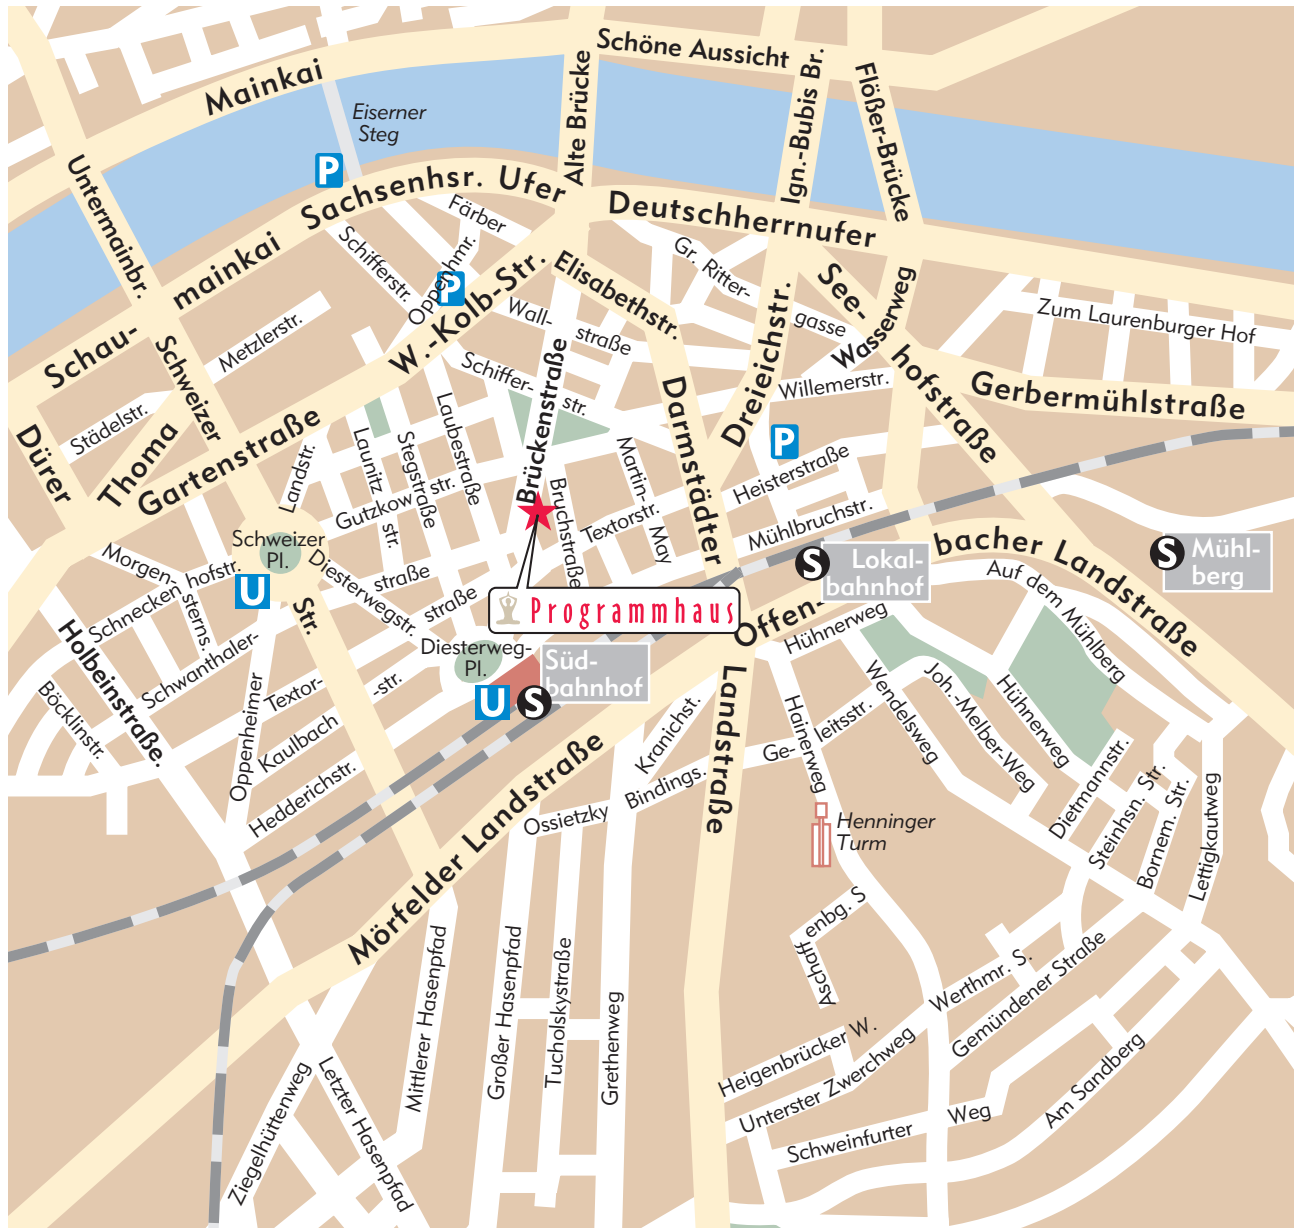 Schöne Aussicht
Mainkai
Eiserner
Steg
Alte Brücke
Ign.-Bubis Br.
Flößer-Brücke
Untermainbr.
P
Sachsenhsr. Ufer
Deutschherrnufer
Färber
Schifferstr.
Oppenhmr.
P
Schau-
mainkai
W.-Kolb-Str.
Elisabethstr.
Gr. Ritter-
gasse
See-
hofstraße
Wasserweg
Zum Laurenburger Hof
Gerbermühlstraße
Metzlerstr.
Schweizer
Str.
Wall-
straße
Schiffer-
str.
Brückenstraße
Darmstädter
Landstraße
Dreieichstr.
Willemerstr.
P
Städelstr.
Dürer
Thoma
Gartenstraße
Landstr.
Launitz
str.
Stegstraße
Laubestraße
Gutzkow
str.
Bruchstraße
Martin-
May
Textorstr.
Heisterstraße
Mühlbruchstr.
Schweizer
Pl.
U
Morgen-
sterns.
Schnecken
hofstr.
Schwanthaler-
straße
Diesterwegstr.
Textor-
straße
Programmhaus
S
Lokal-
bahnhof
S
Mühl-
berg
Offen-
bacher Landstraße
Auf dem Mühlberg
Hühnerweg
Diesterweg-
Pl.
U
S
Süd-
bahnhof
Holbeinstraße.
Böcklinstr.
Oppenheimer
Kaulbach
-str.
Hedderichstr.
Mörfelder Landstraße
Kranichst.
Bindings.
Ossietzky
Hainerweg
Ge-
leitsstr.
Wendelsweg
Joh.-Melber-Weg
Hühnerweg
Dietmannstr.
Steinhsn. Str.
Bornem. Str.
Lettigkautweg
Henninger
Turm
Aschaff
enbg. S
Werthmr. S.
Gemündener Straße
Heigenbrücker W.
Unterster Zwerchweg
Schweinfurter
Weg
Am Sandberg
Mittlerer Hasenpfad
Großer Hasenpfad
Tucholskystraße
Grethenweg
Ziegelhüttenweg
Letzter Hasenpfad